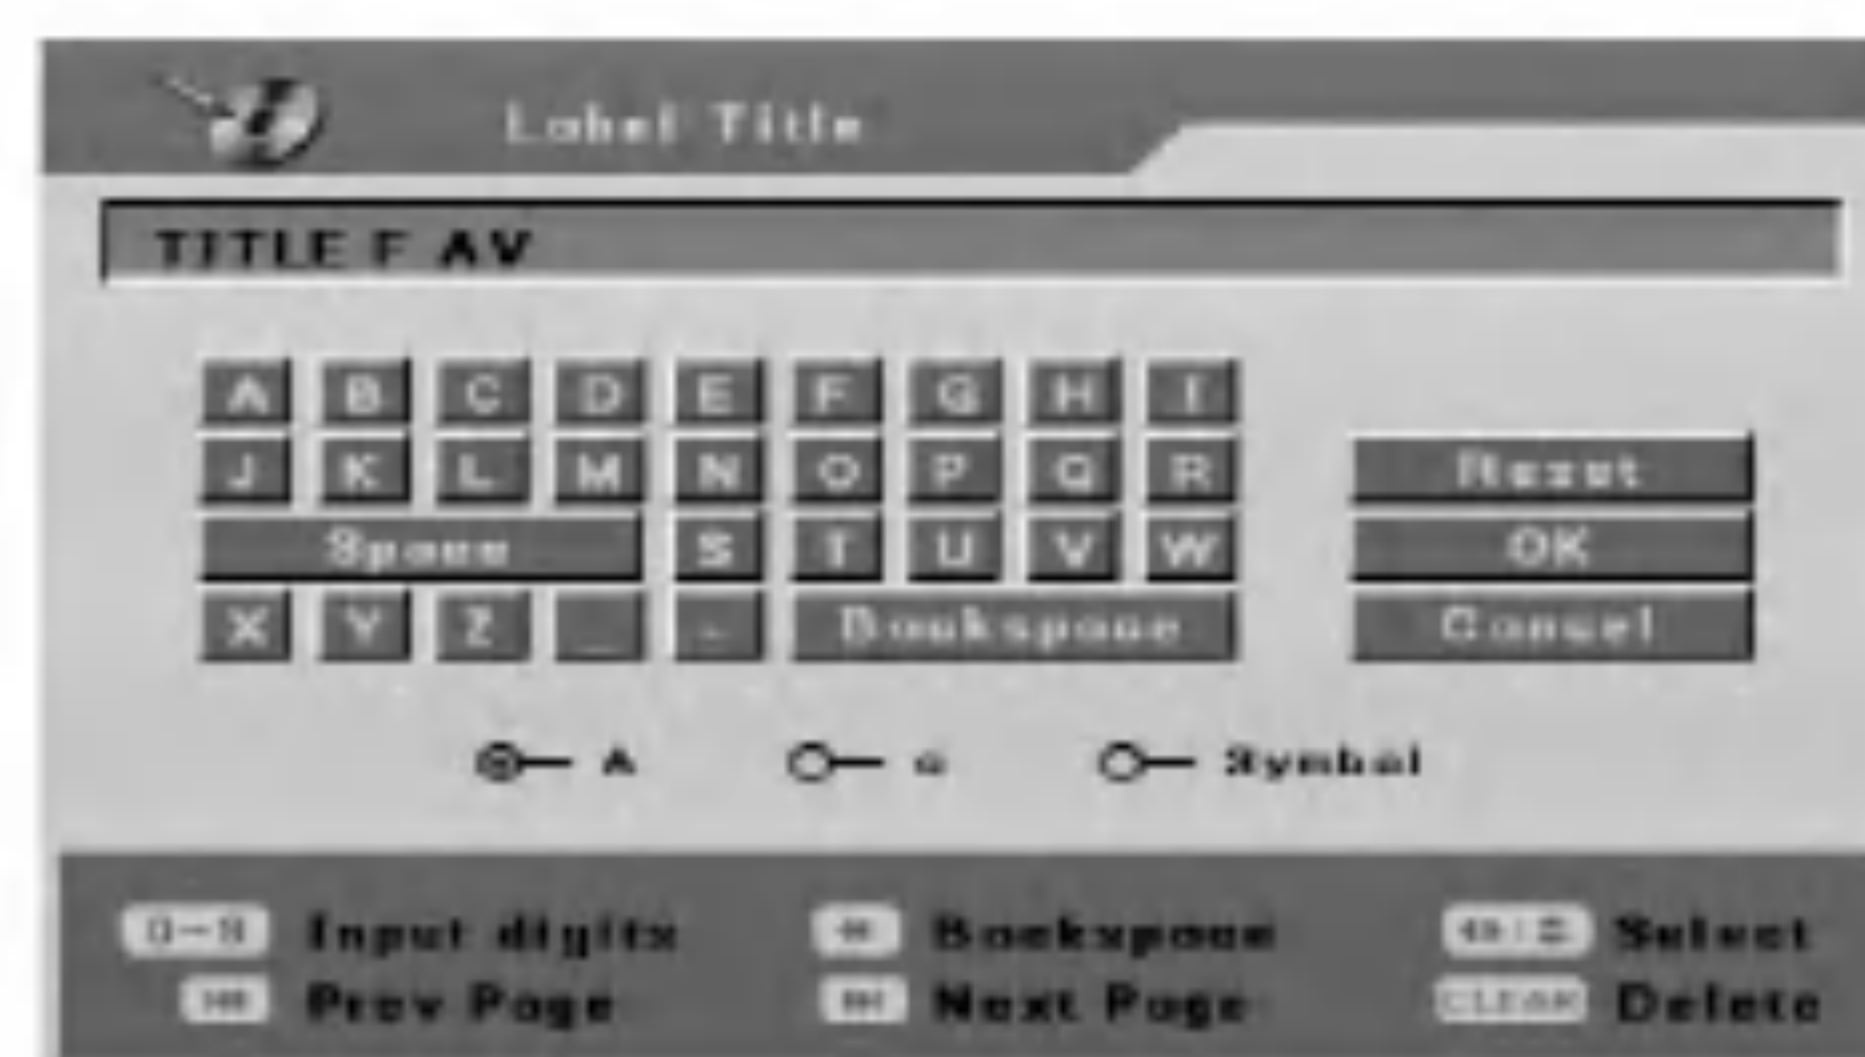 Label Title
TITLE F AV
A B C D E F G H I
J K L M N O P Q R Reset
Space S T U V W OK
X Y Z _ - Backspace Cancel
A a Symbol
0-9 Input digits Backspace Select
Prev Page Next Page CLEAR Delete